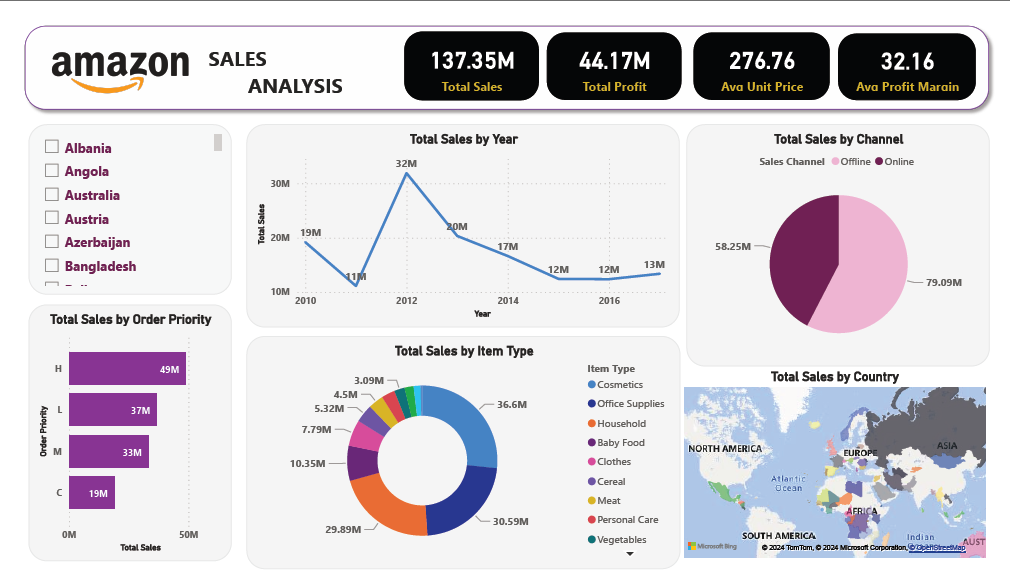 amazon
SALES
ANALYSIS
137.35M
Total Sales
44.17M
Total Profit
276.76
Avg Unit Price
32.16
Avg Profit Margin
Albania
Angola
Australia
Austria
Azerbaijan
Bangladesh
Total Sales by Year
Total Sales
30M
20M
10M
19M
11M
32M
20M
17M
12M
12M
13M
2010
2012
2014
2016
Year
Total Sales by Channel
Sales Channel Offline Online
58.25M
79.09M
Total Sales by Order Priority
Order Priority
H
49M
L
37M
M
33M
C
19M
0M
50M
Total Sales
Total Sales by Item Type
3.09M
4.5M
5.32M
7.79M
10.35M
29.89M
36.6M
30.59M
Item Type
Cosmetics
Office Supplies
Household
Baby Food
Clothes
Cereal
Meat
Personal Care
Vegetables
Total Sales by Country
NORTH AMERICA
EUROPE
ASIA
Atlantic
Ocean
AFRICA
SOUTH AMERICA
Indian
AUST
Microsoft Bing
© 2024 TomTom, © 2024 Microsoft Corporation, © OpenStreetMap